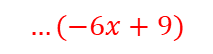 ...(−6x + 9)